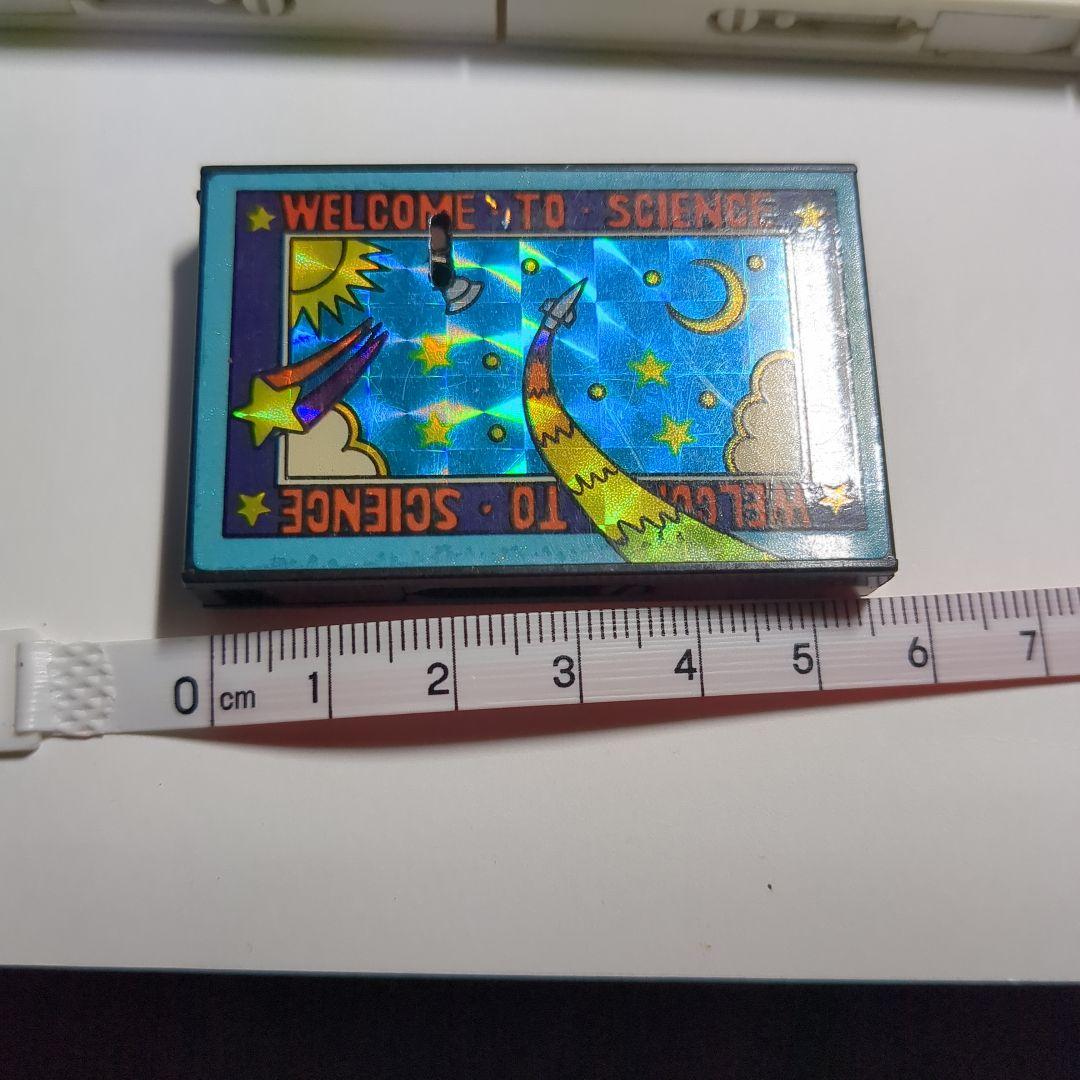 WELCOME · TO · SCIENCE
WELCOME TO · SCIENCE
0 cm 1 2 3 4 5 6 7